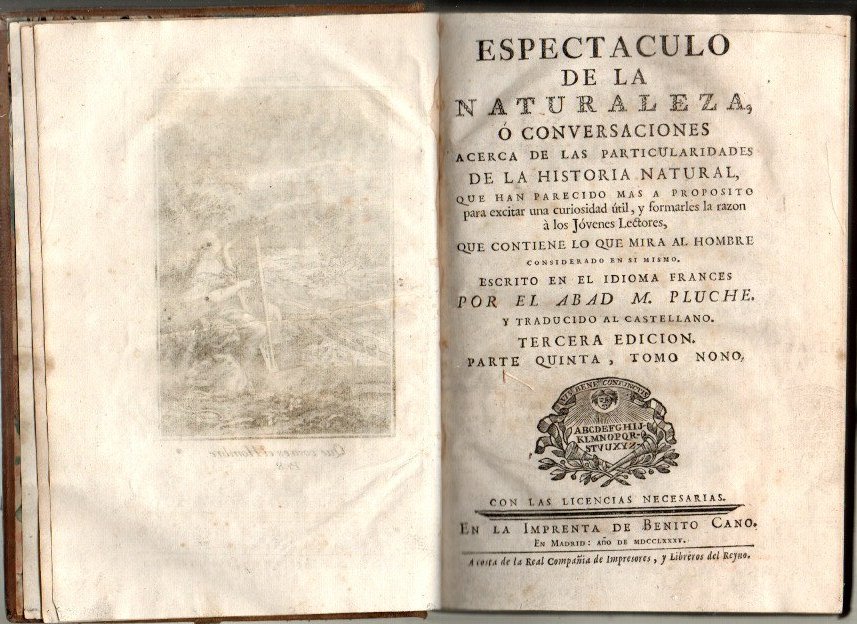 ESPECTACULO
DE LA
NATURALEZA,
Ó CONVERSACIONES
ACERCA DE LAS PARTICULARIDADES
DE LA HISTORIA NATURAL,
QUE HAN PARECIDO MAS A PROPOSITO
para excitar una curiosidad útil, y formarles la razon
à los Jóvenes Lectores,
QUE CONTIENE LO QUE MIRA AL HOMBRE
CONSIDERADO EN SI MISMO.
ESCRITO EN EL IDIOMA FRANCES
POR EL ABAD M. PLUCHE.
Y TRADUCIDO AL CASTELLANO.
TERCERA EDICION.
PARTE QUINTA, TOMO NONO.
BENE CONIUNCTIS
ABCDEFGHIJ-
KLMNOPQR-
STVUXYZ-
CON LAS LICENCIAS NECESARIAS.
EN LA IMPRENTA DE BENITO CANO.
EN MADRID: AÑO DE MDCCLXXXV.
A costa de la Real Compañia de Impresores, y Libreros del Reyno.